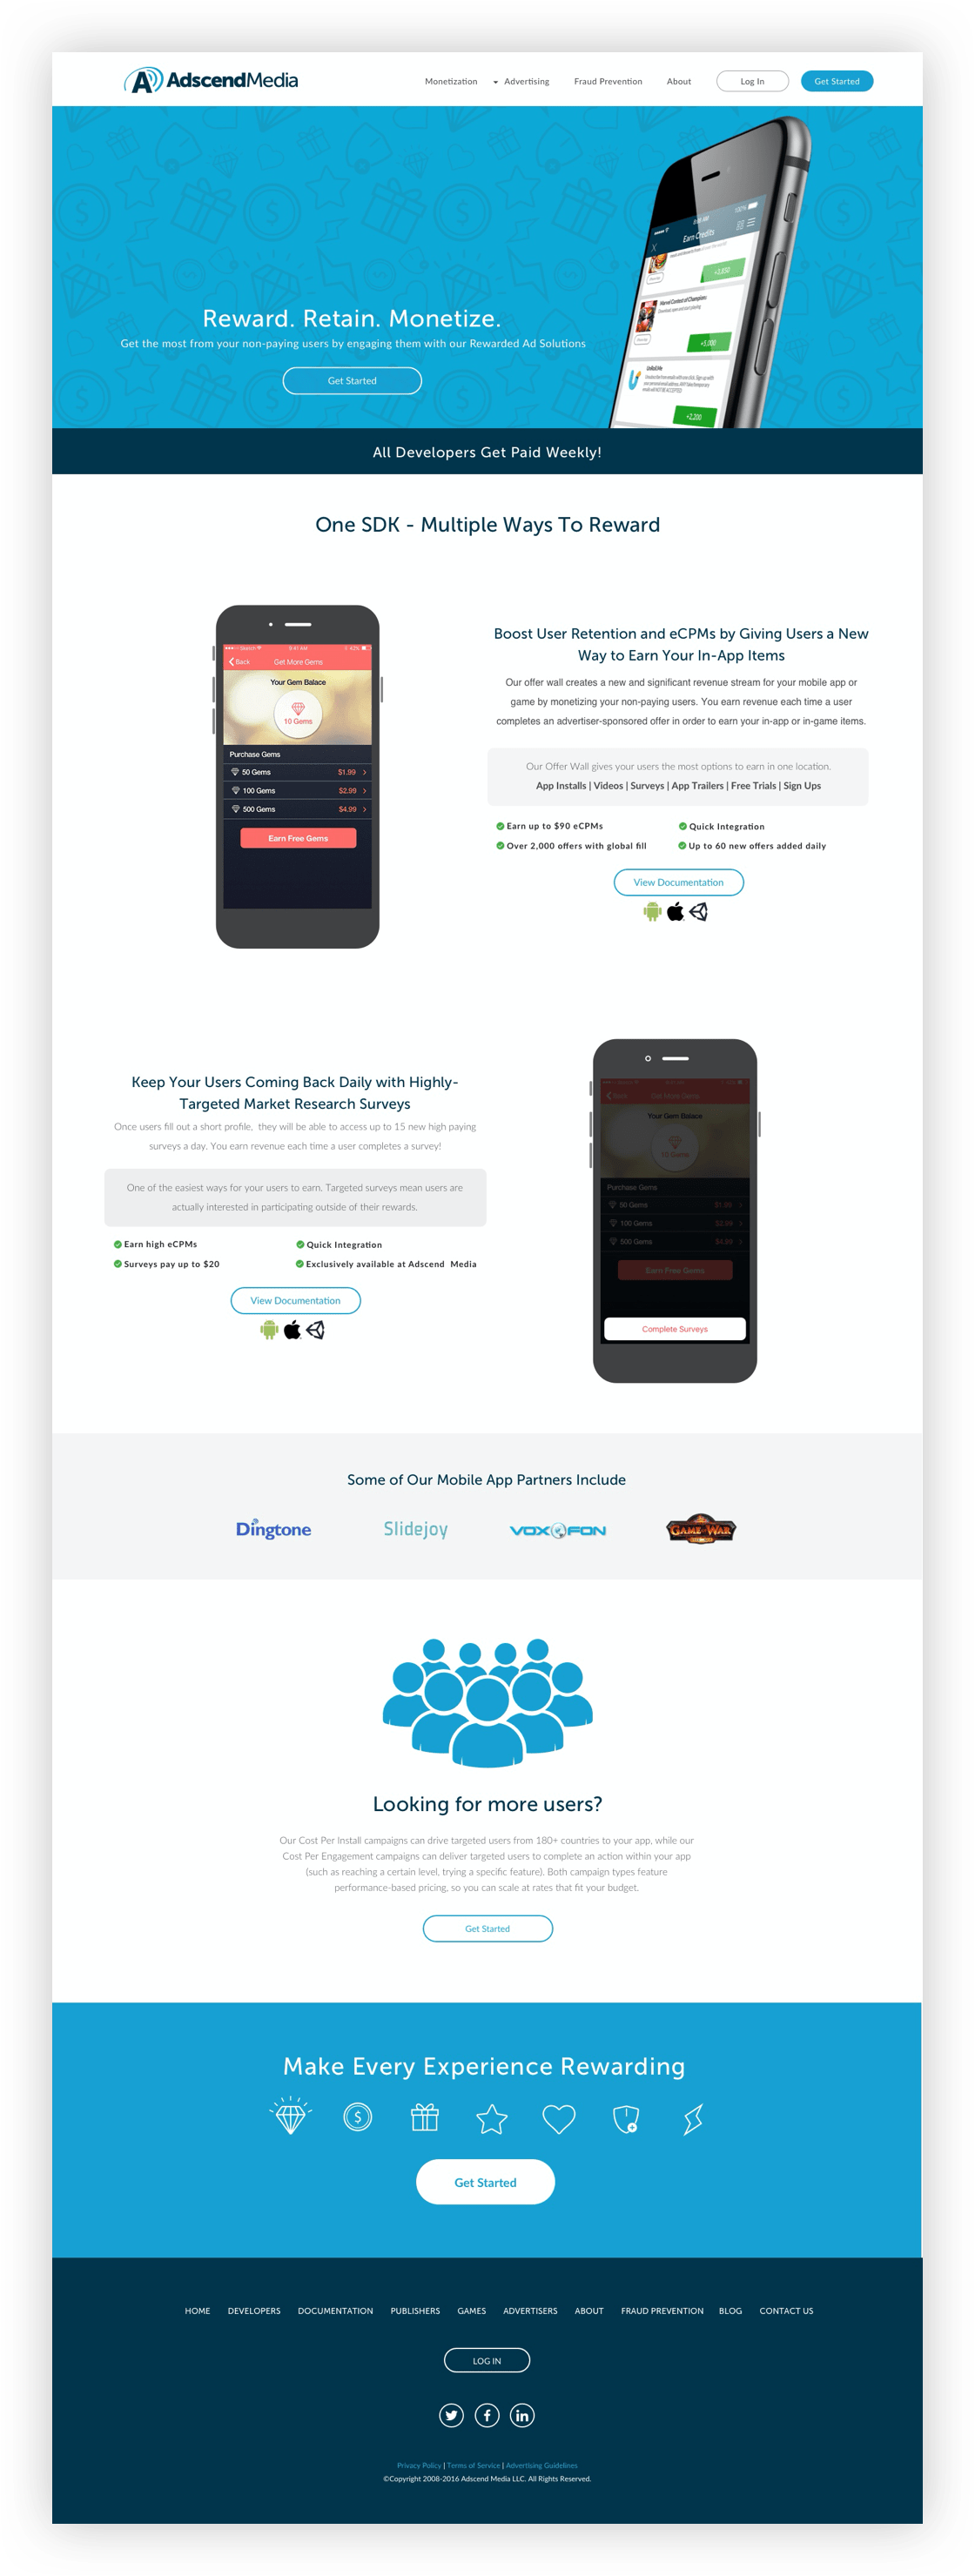 AdscendMedia
Monetization Advertising Fraud Prevention About Log In Get Started
100%
Earn Credits
+3,000
Marvel Contest of Champions
+2,200
Reward. Retain. Monetize.
Get the most from your non-paying users by engaging them with our Rewarded Ad Solutions
Get Started
All Developers Get Paid Weekly!
One SDK - Multiple Ways To Reward
Sketch 9:41 AM 42%
Back Get More Gems
Your Gem Balace
10 Gems
Purchase Gems
50 Gems $1.99
100 Gems $2.99
500 Gems $4.99
Earn Free Gems
Boost User Retention and eCPMs by Giving Users a New
Way to Earn Your In-App Items
Our offer wall creates a new and significant revenue stream for your mobile app or
game by monetizing your non-paying users. You earn revenue each time a user
completes an advertiser-sponsored offer in order to earn your in-app or in-game items.
Our Offer Wall gives your users the most options to earn in one location.
App Installs | Videos | Surveys | App Trailers | Free Trials | Sign Ups
Earn up to $90 eCPMs Quick Integration
Over 2,000 offers with global fill Up to 60 new offers added daily
View Documentation
Keep Your Users Coming Back Daily with Highly-
Targeted Market Research Surveys
Once users fill out a short profile, they will be able to access up to 15 new high paying
surveys a day. You earn revenue each time a user completes a survey!
One of the easiest ways for your users to earn. Targeted surveys mean users are
actually interested in participating outside of their rewards.
Earn high eCPMs Quick Integration
Surveys pay up to $20 Exclusively available at Adscend Media
View Documentation
Back Get More Gems
Your Gem Balace
10 Gems
Purchase Gems
50 Gems $1.99
100 Gems $2.99
500 Gems $4.99
Earn Free Gems
Complete Surveys
Some of Our Mobile App Partners Include
Dingtone Slidejoy VOXOFON GAME OF WAR
Looking for more users?
Our Cost Per Install campaigns can drive targeted users from 180+ countries to your app, while our
Cost Per Engagement campaigns can deliver targeted users to complete an action within your app
(such as reaching a certain level, trying a specific feature). Both campaign types feature
performance-based pricing, so you can scale at rates that fit your budget.
Get Started
Make Every Experience Rewarding
Get Started
HOME DEVELOPERS DOCUMENTATION PUBLISHERS GAMES ADVERTISERS ABOUT FRAUD PREVENTION BLOG CONTACT US
LOG IN
Privacy Policy | Terms of Service | Advertising Guidelines
©Copyright 2008-2016 Adscend Media LLC. All Rights Reserved.